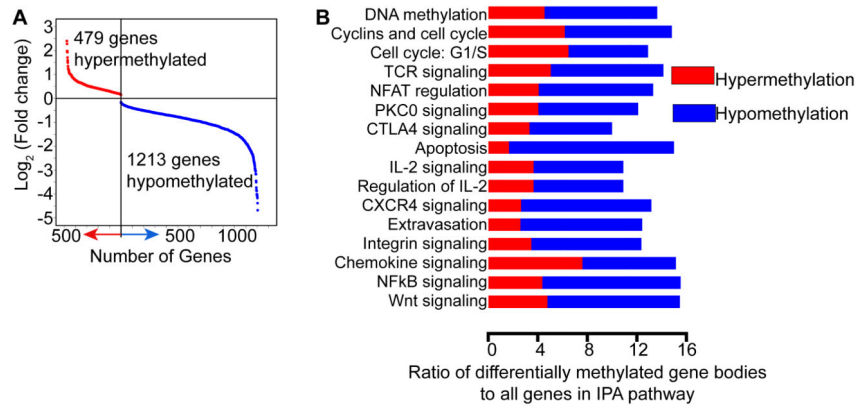 A
3
2
1
0
-1
-2
-3
-4
-5
Log2 (Fold change)
479 genes
hypermethylated
1213 genes
hypomethylated
500
500
1000
Number of Genes
B
DNA methylation
Cyclins and cell cycle
Cell cycle: G1/S
TCR signaling
NFAT regulation
PKC0 signaling
CTLA4 signaling
Apoptosis
IL-2 signaling
Regulation of IL-2
CXCR4 signaling
Extravasation
Integrin signaling
Chemokine signaling
NFkB signaling
Wnt signaling
Hypermethylation
Hypomethylation
0 4 8 12 16
Ratio of differentially methylated gene bodies
to all genes in IPA pathway